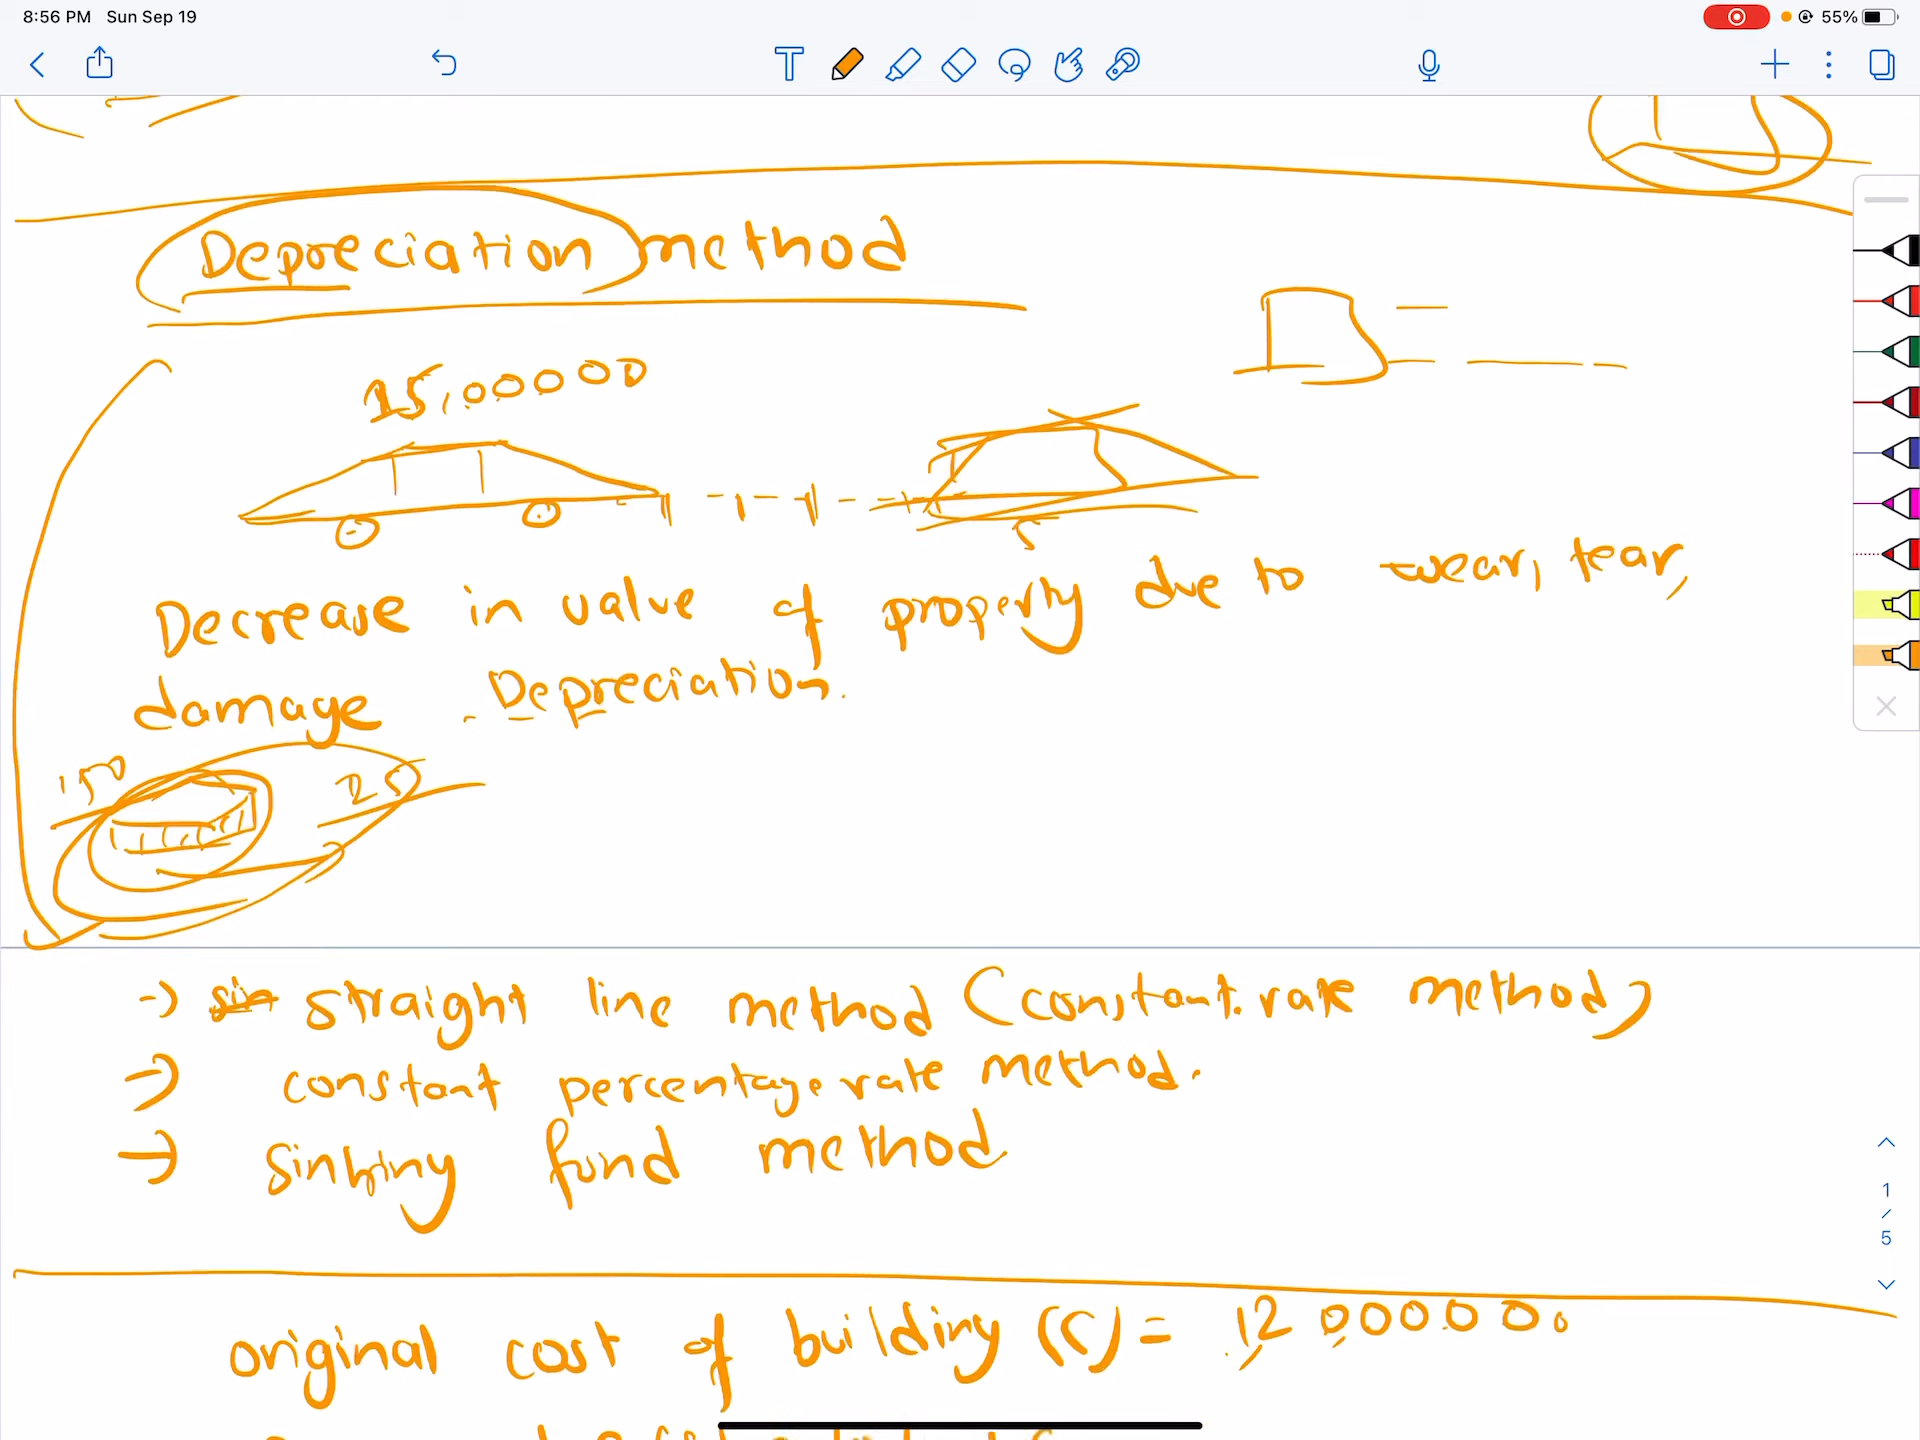 8:56 PM Sun Sep 19
55%
Depreciation method
15,00000
5
Decrease in value of property due to wear, tear,
damage. Depreciation.
150
25
-> straight line method (constant rate method)
-> constant percentage rate method.
-> Sinking fund method
1
/
5
original cost of building (C) = 12 000000